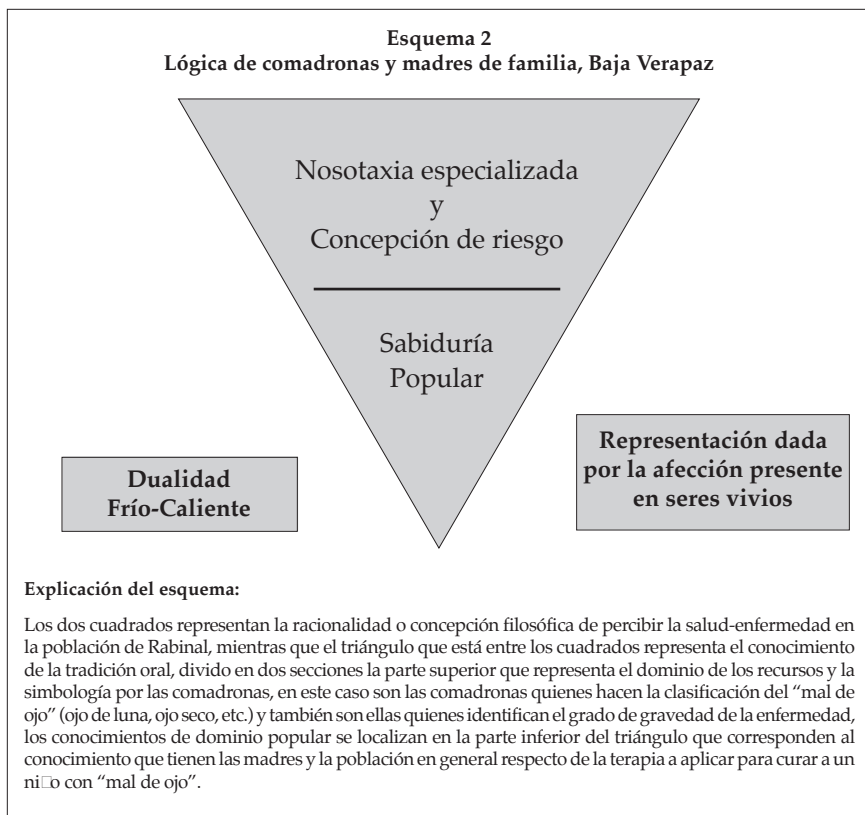 Esquema 2
Lógica de comadronas y madres de familia, Baja Verapaz
Nosotaxia especializada
y
Concepción de riesgo
Sabiduría
Popular
Dualidad
Frío-Caliente
Representación dada
por la afección presente
en seres vivios
Explicación del esquema:
Los dos cuadrados representan la racionalidad o concepción filosófica de percibir la salud-enfermedad en
la población de Rabinal, mientras que el triángulo que está entre los cuadrados representa el conocimiento
de la tradición oral, divido en dos secciones la parte superior que representa el dominio de los recursos y la
simbología por las comadronas, en este caso son las comadronas quienes hacen la clasificación del “mal de
ojo” (ojo de luna, ojo seco, etc.) y también son ellas quienes identifican el grado de gravedad de la enfermedad,
los conocimientos de dominio popular se localizan en la parte inferior del triángulo que corresponden al
conocimiento que tienen las madres y la población en general respecto de la terapia a aplicar para curar a un
ni□o con “mal de ojo”.